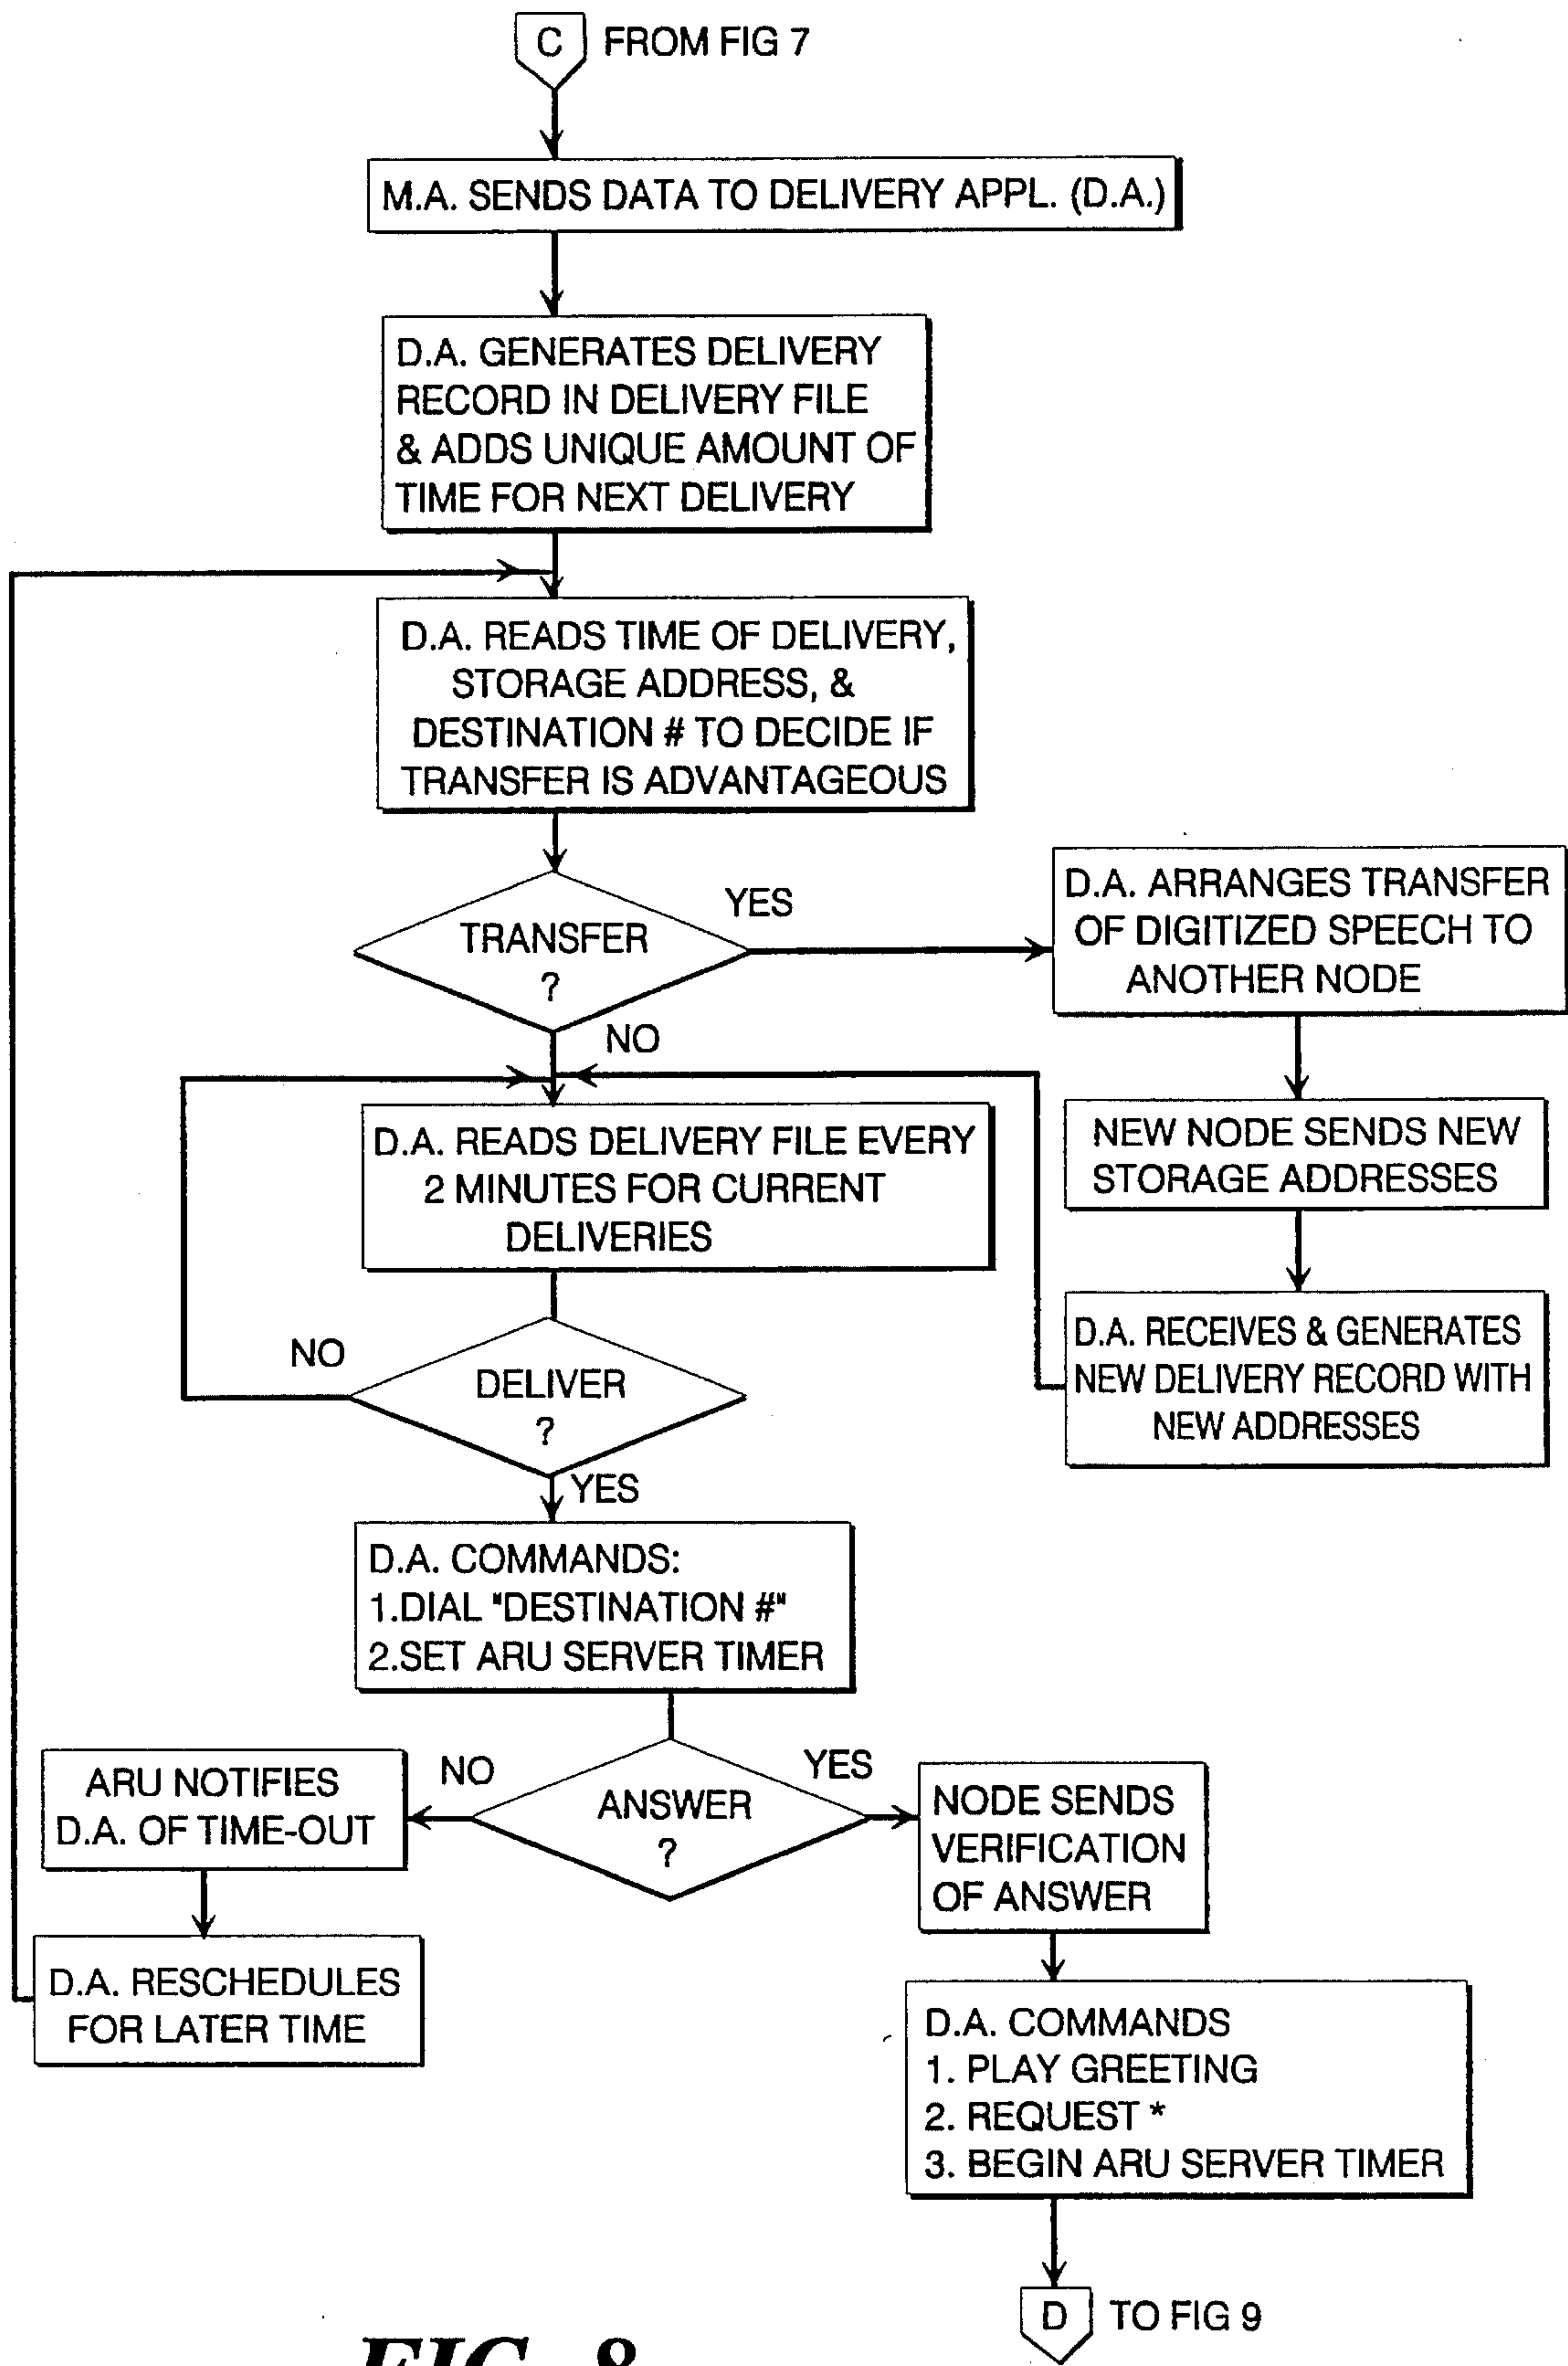 C FROM FIG 7
M.A. SENDS DATA TO DELIVERY APPL. (D.A.)
D.A. GENERATES DELIVERY
RECORD IN DELIVERY FILE
& ADDS UNIQUE AMOUNT OF
TIME FOR NEXT DELIVERY
D.A. READS TIME OF DELIVERY,
STORAGE ADDRESS, &
DESTINATION # TO DECIDE IF
TRANSFER IS ADVANTAGEOUS
TRANSFER
?
YES
D.A. ARRANGES TRANSFER
OF DIGITIZED SPEECH TO
ANOTHER NODE
NO
NEW NODE SENDS NEW
STORAGE ADDRESSES
D.A. RECEIVES & GENERATES
NEW DELIVERY RECORD WITH
NEW ADDRESSES
D.A. READS DELIVERY FILE EVERY
2 MINUTES FOR CURRENT
DELIVERIES
NO
DELIVER
?
YES
D.A. COMMANDS:
1.DIAL "DESTINATION #"
2.SET ARU SERVER TIMER
ANSWER
?
NO
ARU NOTIFIES
D.A. OF TIME-OUT
D.A. RESCHEDULES
FOR LATER TIME
YES
NODE SENDS
VERIFICATION
OF ANSWER
D.A. COMMANDS
1. PLAY GREETING
2. REQUEST *
3. BEGIN ARU SERVER TIMER
D TO FIG 9
FIG. 8